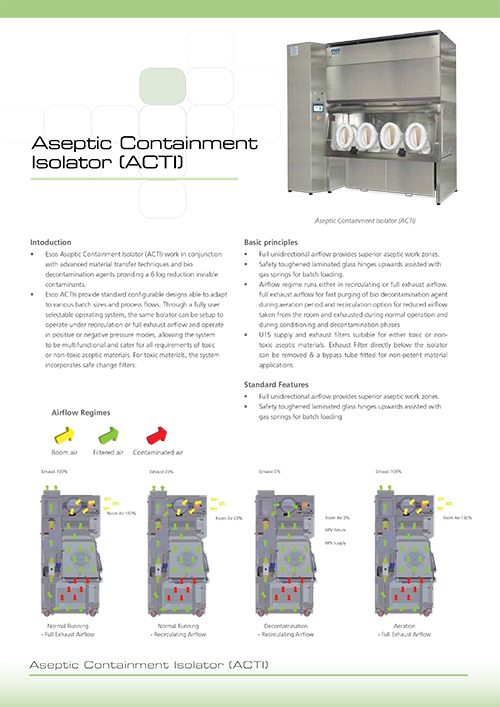 Aseptic Containment
Isolator (ACTI)
Aseptic Containment Isolator (ACTI)
Intoduction
• Esco Aseptic Containment Isolator (ACTI) work in conjunction
with advanced material transfer techniques and bio
decontamination agents providing a 6 log reduction inviable
contaminants.
• Esco ACTIs provide standard configurable designs able to adapt
to various batch sizes and process flows. Through a fully user
selectable operating system, the same Isolator can be setup to
operate under recirculation or full exhaust airflow and operate
in positive or negative pressure modes, allowing the system
to be multifunctional and cater for all requirements of toxic
or non-toxic aseptic materials. For toxic materials, the system
incorporates safe change filters.
Basic principles
• Full unidirectional airflow provides superior aseptic work zones.
• Safety toughened laminated glass hinges upwards assisted with
gas springs for batch loading.
• Airflow regime runs either in recirculating or full exhaust airflow.
full exhaust airflow for fast purging of bio decontamination agent
during aeration period and recirculation option for reduced airflow
taken from the room and exhausted during normal operation and
during conditioning and decontamination phases
• U15 supply and exhaust filters suitable for either toxic or non-
toxic aseptic materials. Exhaust Filter directly below the isolator
can be removed & a bypass tube fitted for non-potent material
applications
Standard Features
• Full unidirectional airflow provides superior aseptic work zones.
• Safety toughened laminated glass hinges upwards assisted with
gas springs for batch loading
Airflow Regimes
Room air Filtered air Contaminated air
Exhaust 100%
Room Air 100%
Normal Running
- Full Exhaust Airflow
Exhaust 20%
Room Air 20%
Normal Running
- Recirculating Airflow
Exhaust 0%
Room Air 0%
HPV Return
HPV Supply
Decontamination
- Recirculating Airflow
Exhaust 100%
Room Air 100%
Aeration
- Full Exhaust Airflow
Aseptic Containment Isolator (ACTI)